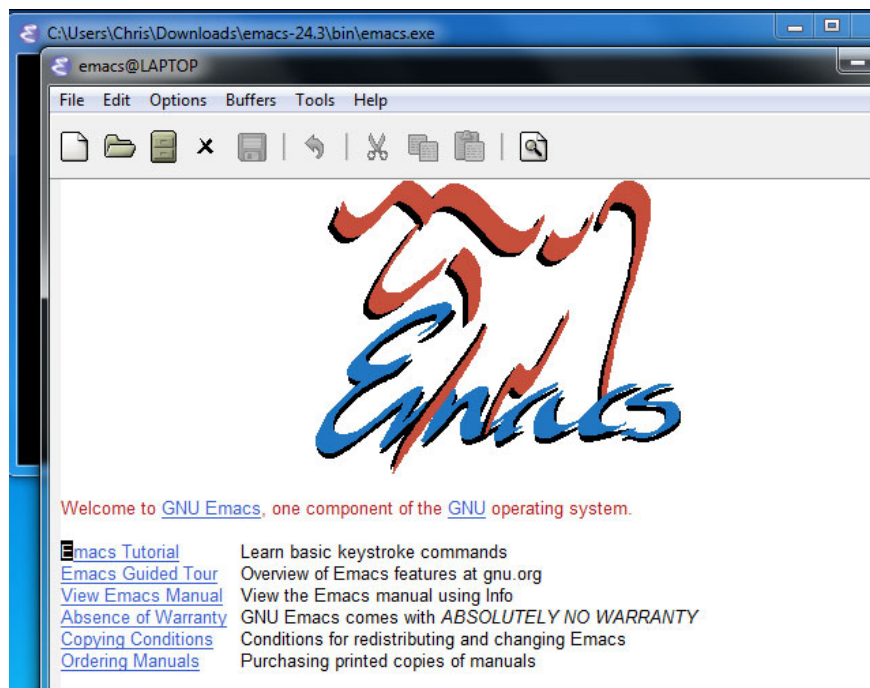 C:\Users\Chris\Downloads\emacs-24.3\bin\emacs.exe
emacs@LAPTOP
File Edit Options Buffers Tools Help
Emacs
Welcome to GNU Emacs, one component of the GNU operating system.
Emacs Tutorial Learn basic keystroke commands
Emacs Guided Tour Overview of Emacs features at gnu.org
View Emacs Manual View the Emacs manual using Info
Absence of Warranty GNU Emacs comes with ABSOLUTELY NO WARRANTY
Copying Conditions Conditions for redistributing and changing Emacs
Ordering Manuals Purchasing printed copies of manuals